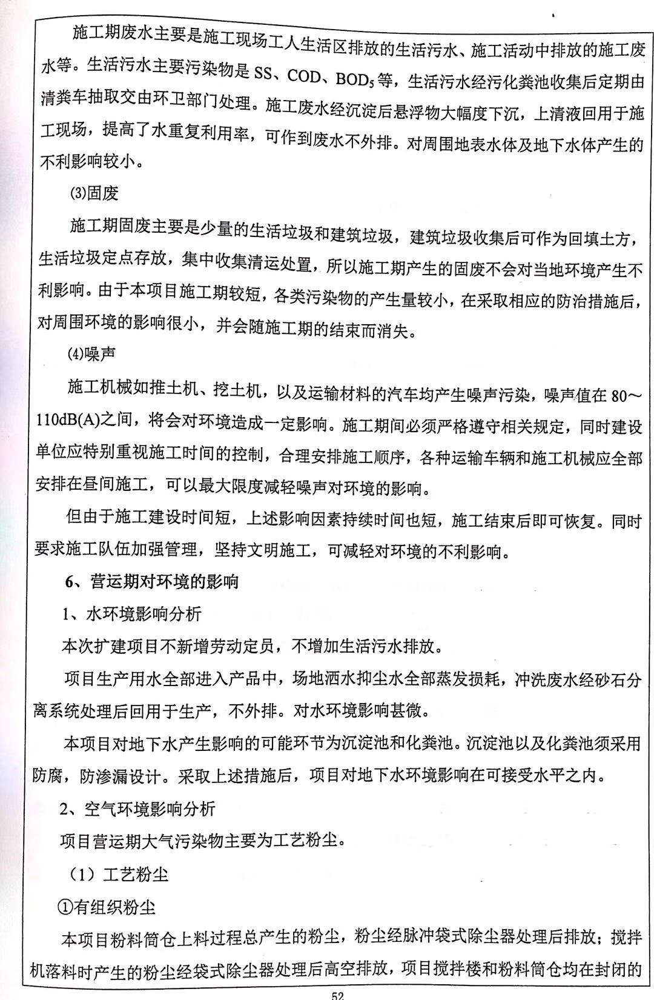 施工期废水主要是施工现场工人生活区排放的生活污水、施工活动中排放的施工废
水等。生活污水主要污染物是 SS、COD、BOD₅ 等，生活污水经污化粪池收集后定期由
清粪车抽取交由环卫部门处理。施工废水经沉淀后悬浮物大幅度下沉，上清液回用于施
工现场，提高了水重复利用率，可作到废水不外排。对周围地表水体及地下水体产生的
不利影响较小。
(3)固废
施工期固废主要是少量的生活垃圾和建筑垃圾，建筑垃圾收集后可作为回填土方，
生活垃圾定点存放，集中收集清运处置，所以施工期产生的固废不会对当地环境产生不
利影响。由于本项目施工期较短，各类污染物的产生量较小，在采取相应的防治措施后，
对周围环境的影响很小，并会随施工期的结束而消失。
(4)噪声
施工机械如推土机、挖土机，以及运输材料的汽车均产生噪声污染，噪声值在 80～
110dB(A)之间，将会对环境造成一定影响。施工期间必须严格遵守相关规定，同时建设
单位应特别重视施工时间的控制，合理安排施工顺序，各种运输车辆和施工机械应全部
安排在昼间施工，可以最大限度减轻噪声对环境的影响。
但由于施工建设时间短，上述影响因素持续时间也短，施工结束后即可恢复。同时
要求施工队伍加强管理，坚持文明施工，可减轻对环境的不利影响。
6、营运期对环境的影响
1、水环境影响分析
本次扩建项目不新增劳动定员，不增加生活污水排放。
项目生产用水全部进入产品中，场地洒水抑尘水全部蒸发损耗，冲洗废水经砂石分
离系统处理后回用于生产，不外排。对水环境影响甚微。
本项目对地下水产生影响的可能环节为沉淀池和化粪池。沉淀池以及化粪池须采用
防腐，防渗漏设计。采取上述措施后，项目对地下水环境影响在可接受水平之内。
2、空气环境影响分析
项目营运期大气污染物主要为工艺粉尘。
（1）工艺粉尘
①有组织粉尘
本项目粉料筒仓上料过程总产生的粉尘，粉尘经脉冲袋式除尘器处理后排放；搅拌
机落料时产生的粉尘经袋式除尘器处理后高空排放，项目搅拌楼和粉料筒仓均在封闭的
52